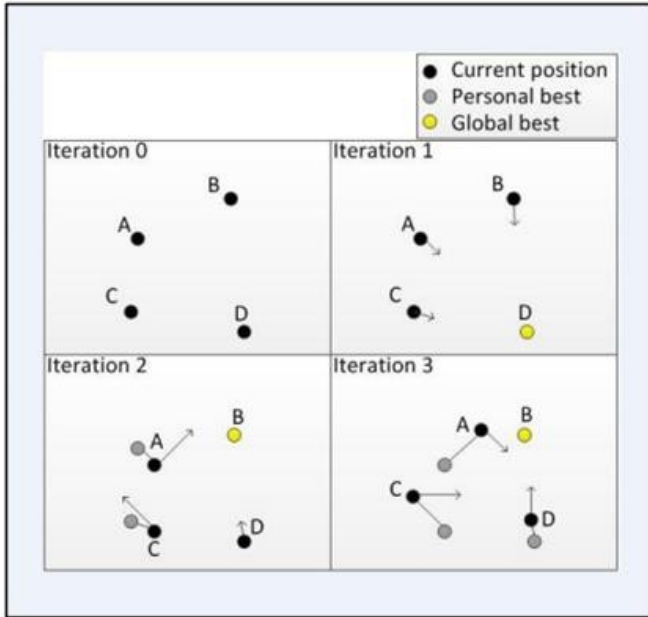 Current position
Personal best
Global best
Iteration 0
B
A
C
D
Iteration 1
B
A
C
D
Iteration 2
B
A
C
D
Iteration 3
B
A
C
D